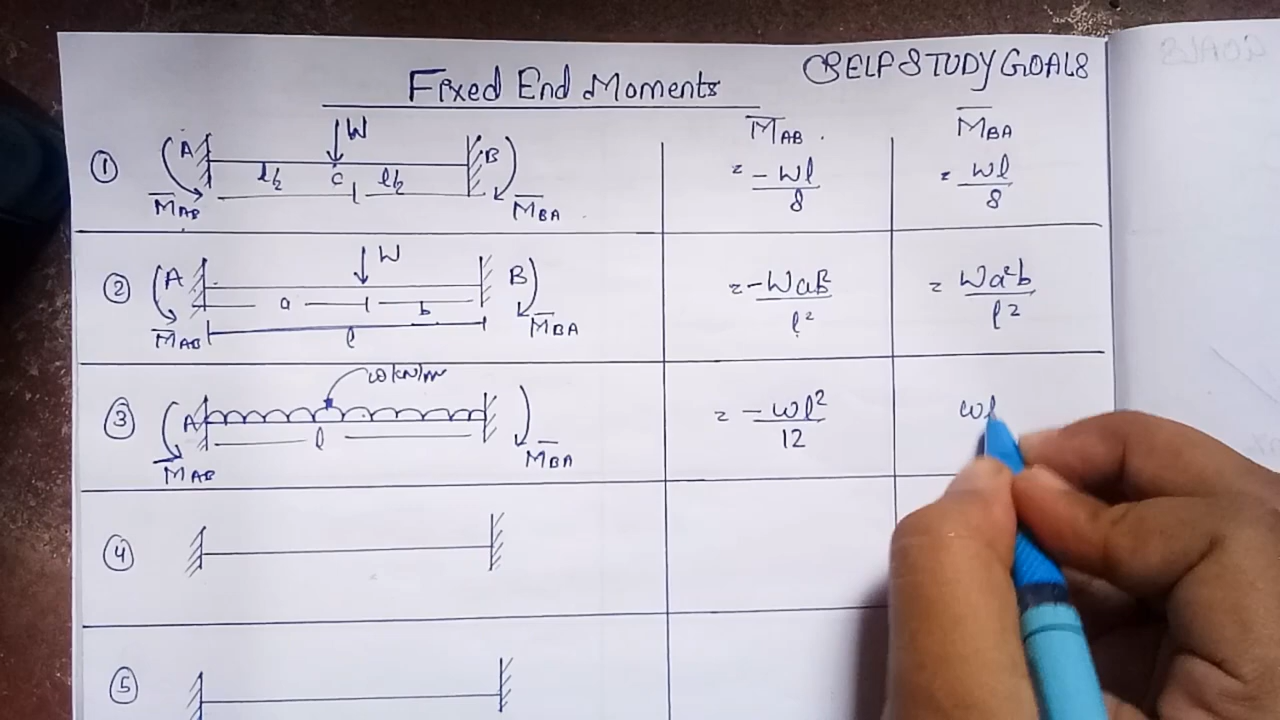 SELF STUDY GOALS
Fixed End Moments
M̅AB M̅BA
① A W B l/2 C l/2 M̅AB M̅BA = -Wl/8 = Wl/8
② A W B a b l M̅AB M̅BA = -Wab²/l² = Wa²b/l²
③ A w kN/m l M̅AB M̅BA = -wl²/12 wl
④
⑤